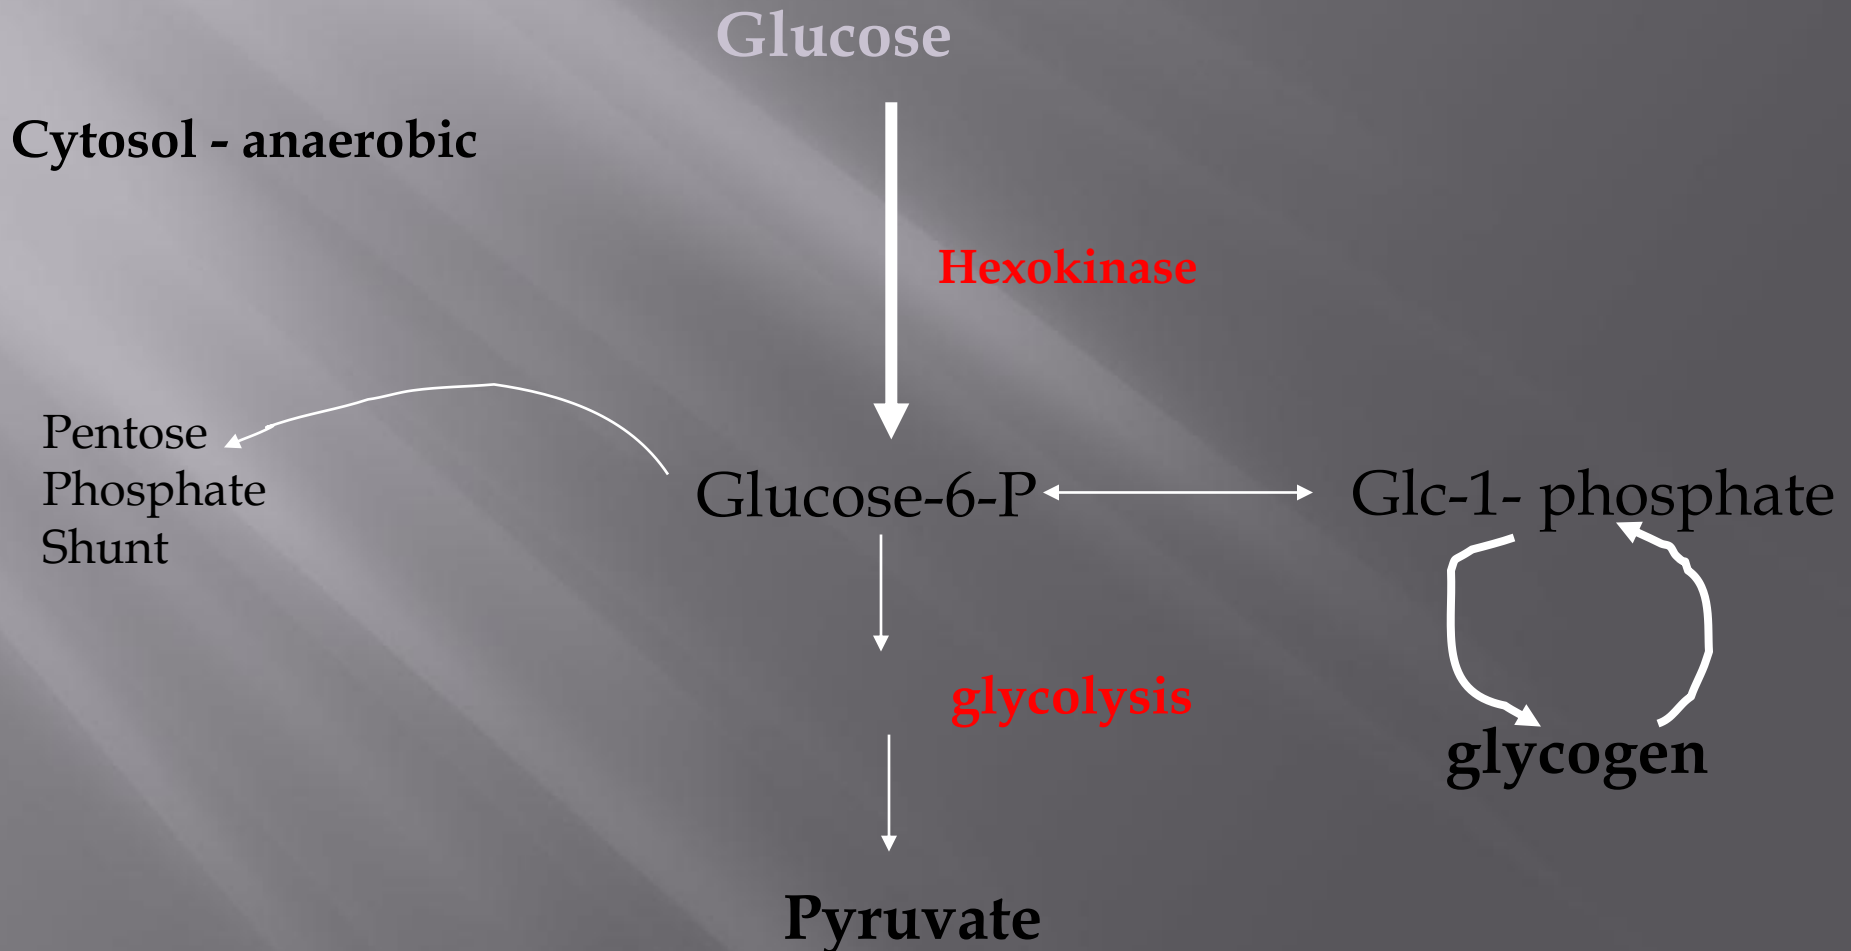 Glucose
Cytosol - anaerobic
Hexokinase
Pentose
Phosphate
Shunt
Glucose-6-P
Glc-1- phosphate
glycolysis
glycogen
Pyruvate